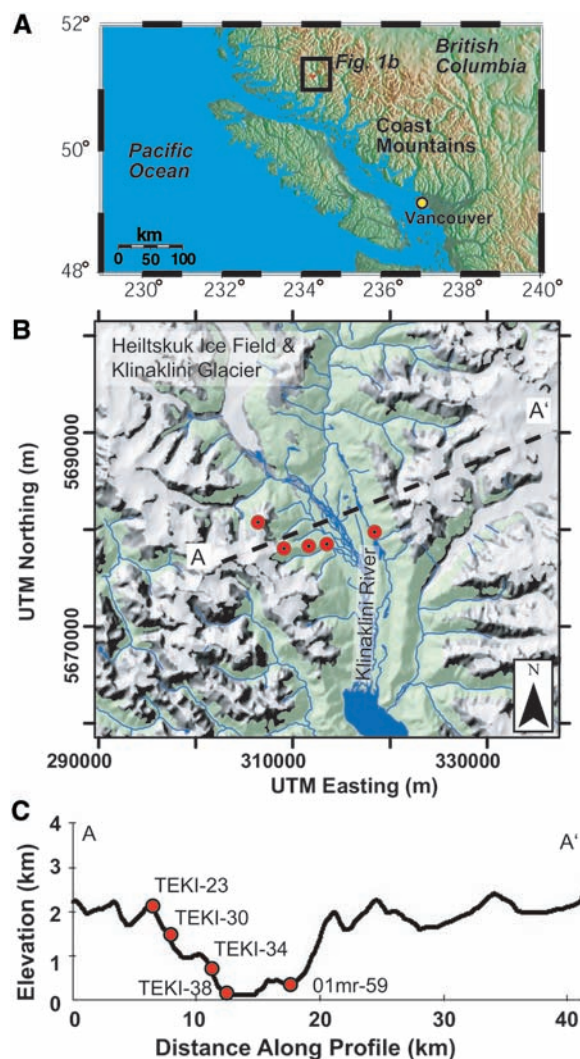 A
52°
50°
48°
British
Columbia
Fig. 1b
Coast
Mountains
Pacific
Ocean
Vancouver
km
0 50 100
230° 232° 234° 236° 238° 240°
B
Heiltskuk Ice Field &
Klinaklini Glacier
A'
A
Klinaklini River
N
UTM Northing (m)
5690000
5670000
290000 310000 330000
UTM Easting (m)
C
A
A'
4
3
2
1
0
Elevation (km)
TEKI-23
TEKI-30
TEKI-34
TEKI-38
01mr-59
0 10 20 30 40
Distance Along Profile (km)